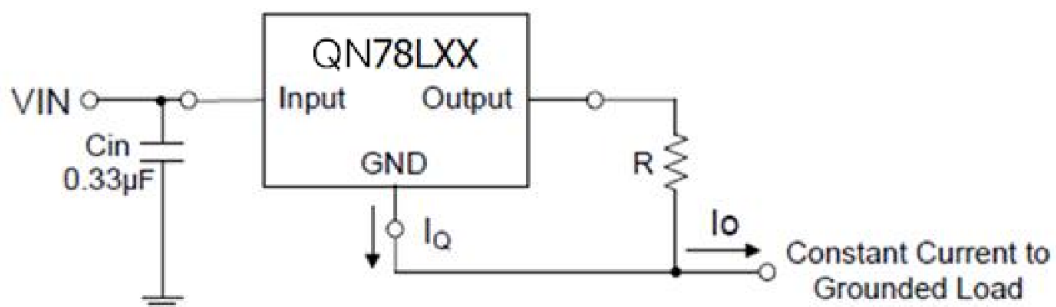 QN78LXX
VIN
Input
Output
Cin
0.33µF
GND
R
IQ
Io
Constant Current to
Grounded Load